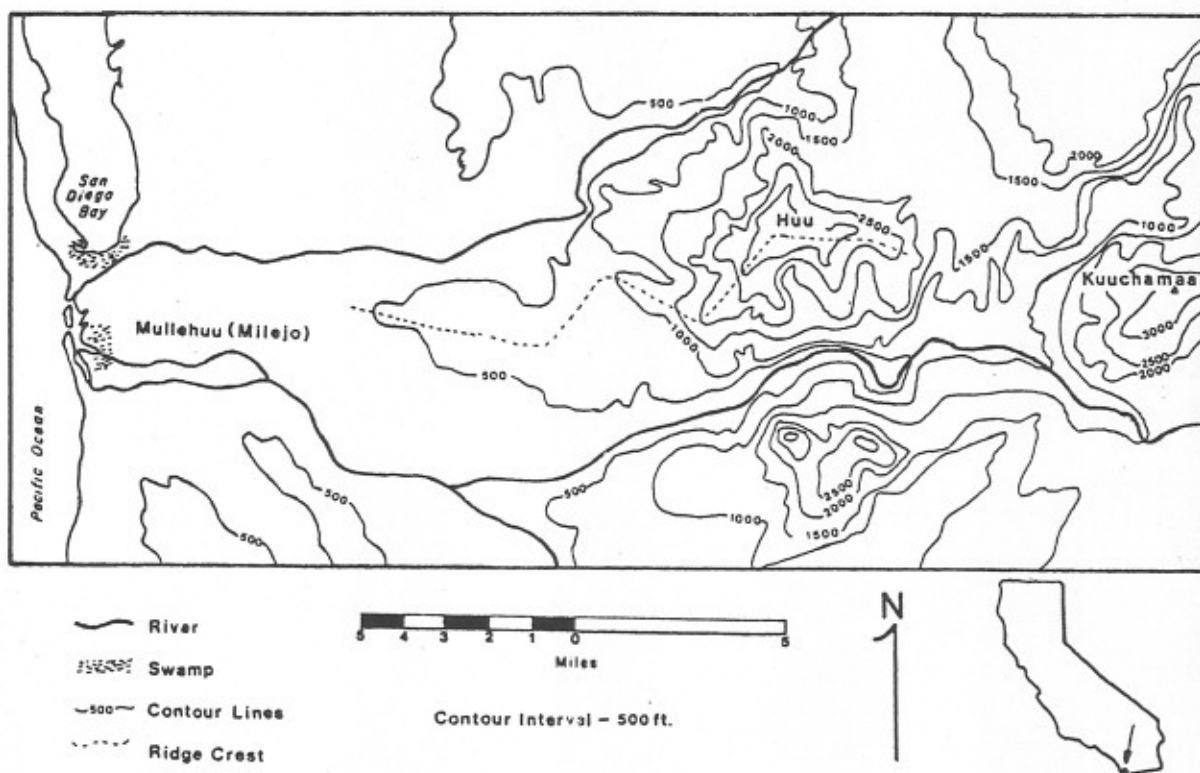 500
1000
1500
2000
2000
1500
San
Diego
Bay
Huu
2500
1500
1000
Kuuchamaa
Mullehuu (Milejo)
1000
3000
500
2500
2000
Pacific Ocean
500
500
500
1000
2500
2000
1500
River
Swamp
500 Contour Lines
Ridge Crest
5 4 3 2 1 0 5
Miles
Contour Interval – 500 ft.
N